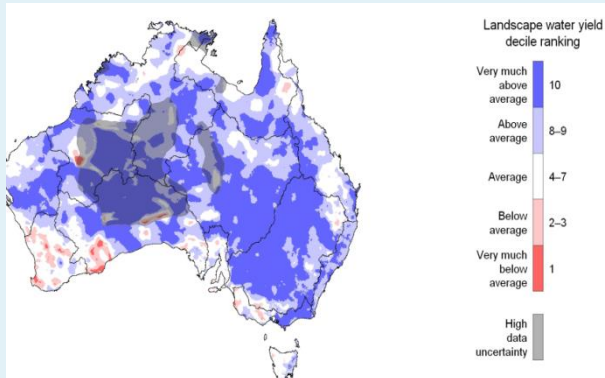 Landscape water yield
decile ranking
Very much
above
average
10
Above
average
8–9
Average
4–7
Below
average
2–3
Very much
below
average
1
High
data
uncertainty